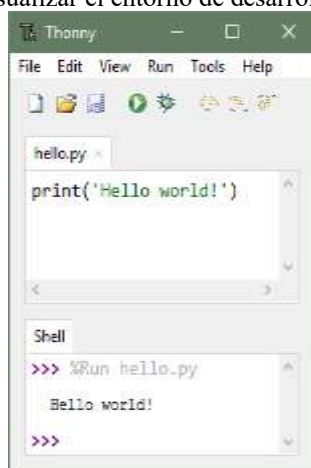 sualizar el entorno de desarrol
Thonny
File Edit View Run Tools Help
hello.py
print('Hello world!')
Shell
>>> %Run hello.py
Hello world!
>>>